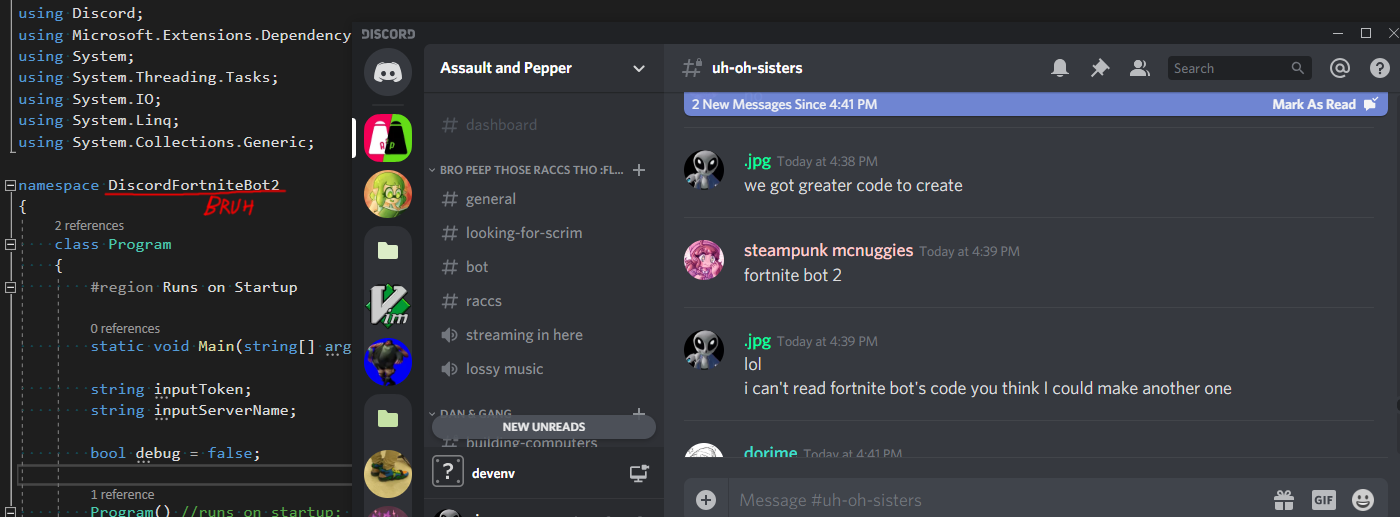 using Discord;
using Microsoft.Extensions.Dependency
using System;
using System.Threading.Tasks;
using System.IO;
using System.Linq;
using System.Collections.Generic;
namespace DiscordFortniteBot2
BRUH
{
2 references
class Program
{
#region Runs on Startup
0 references
static void Main(string[] arg
string inputToken;
string inputServerName;
bool debug = false;
1 reference
Program() //runs on startup:
DISCORD
Vim
Assault and Pepper
# dashboard
BRO PEEP THOSE RACCS THO :FL... +
# general
# looking-for-scrim
# bot
# raccs
streaming in here
lossy music
DAN & GANG +
NEW UNREADS
# building-computers
? devenv
# uh-oh-sisters
Search
@
?
2 New Messages Since 4:41 PM
Mark As Read
.jpg Today at 4:38 PM
we got greater code to create
steampunk mcnuggies Today at 4:39 PM
fortnite bot 2
.jpg Today at 4:39 PM
lol
i can't read fortnite bot's code you think I could make another one
dorime Today at 4:41 PM
Message #uh-oh-sisters
GIF